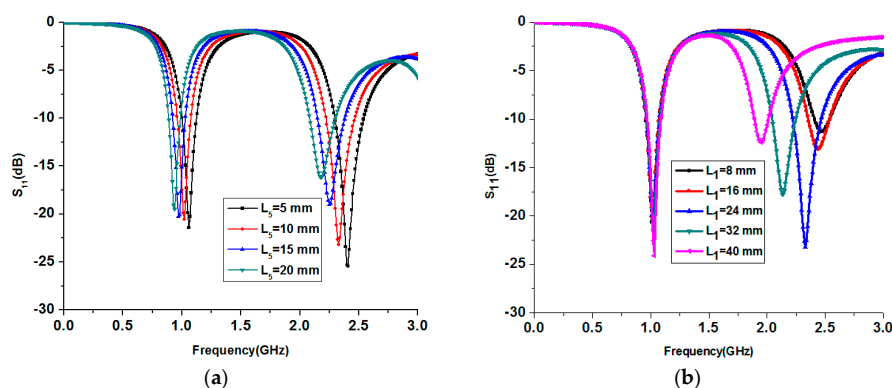 0
-5
-10
-15
-20
-25
-30
S11(dB)
L5=5 mm
L5=10 mm
L5=15 mm
L5=20 mm
0.0 0.5 1.0 1.5 2.0 2.5 3.0
Frequency(GHz)
(a)
0
-5
-10
-15
-20
-25
-30
S11(dB)
L1=8 mm
L1=16 mm
L1=24 mm
L1=32 mm
L1=40 mm
0.0 0.5 1.0 1.5 2.0 2.5 3.0
Frequency(GHz)
(b)